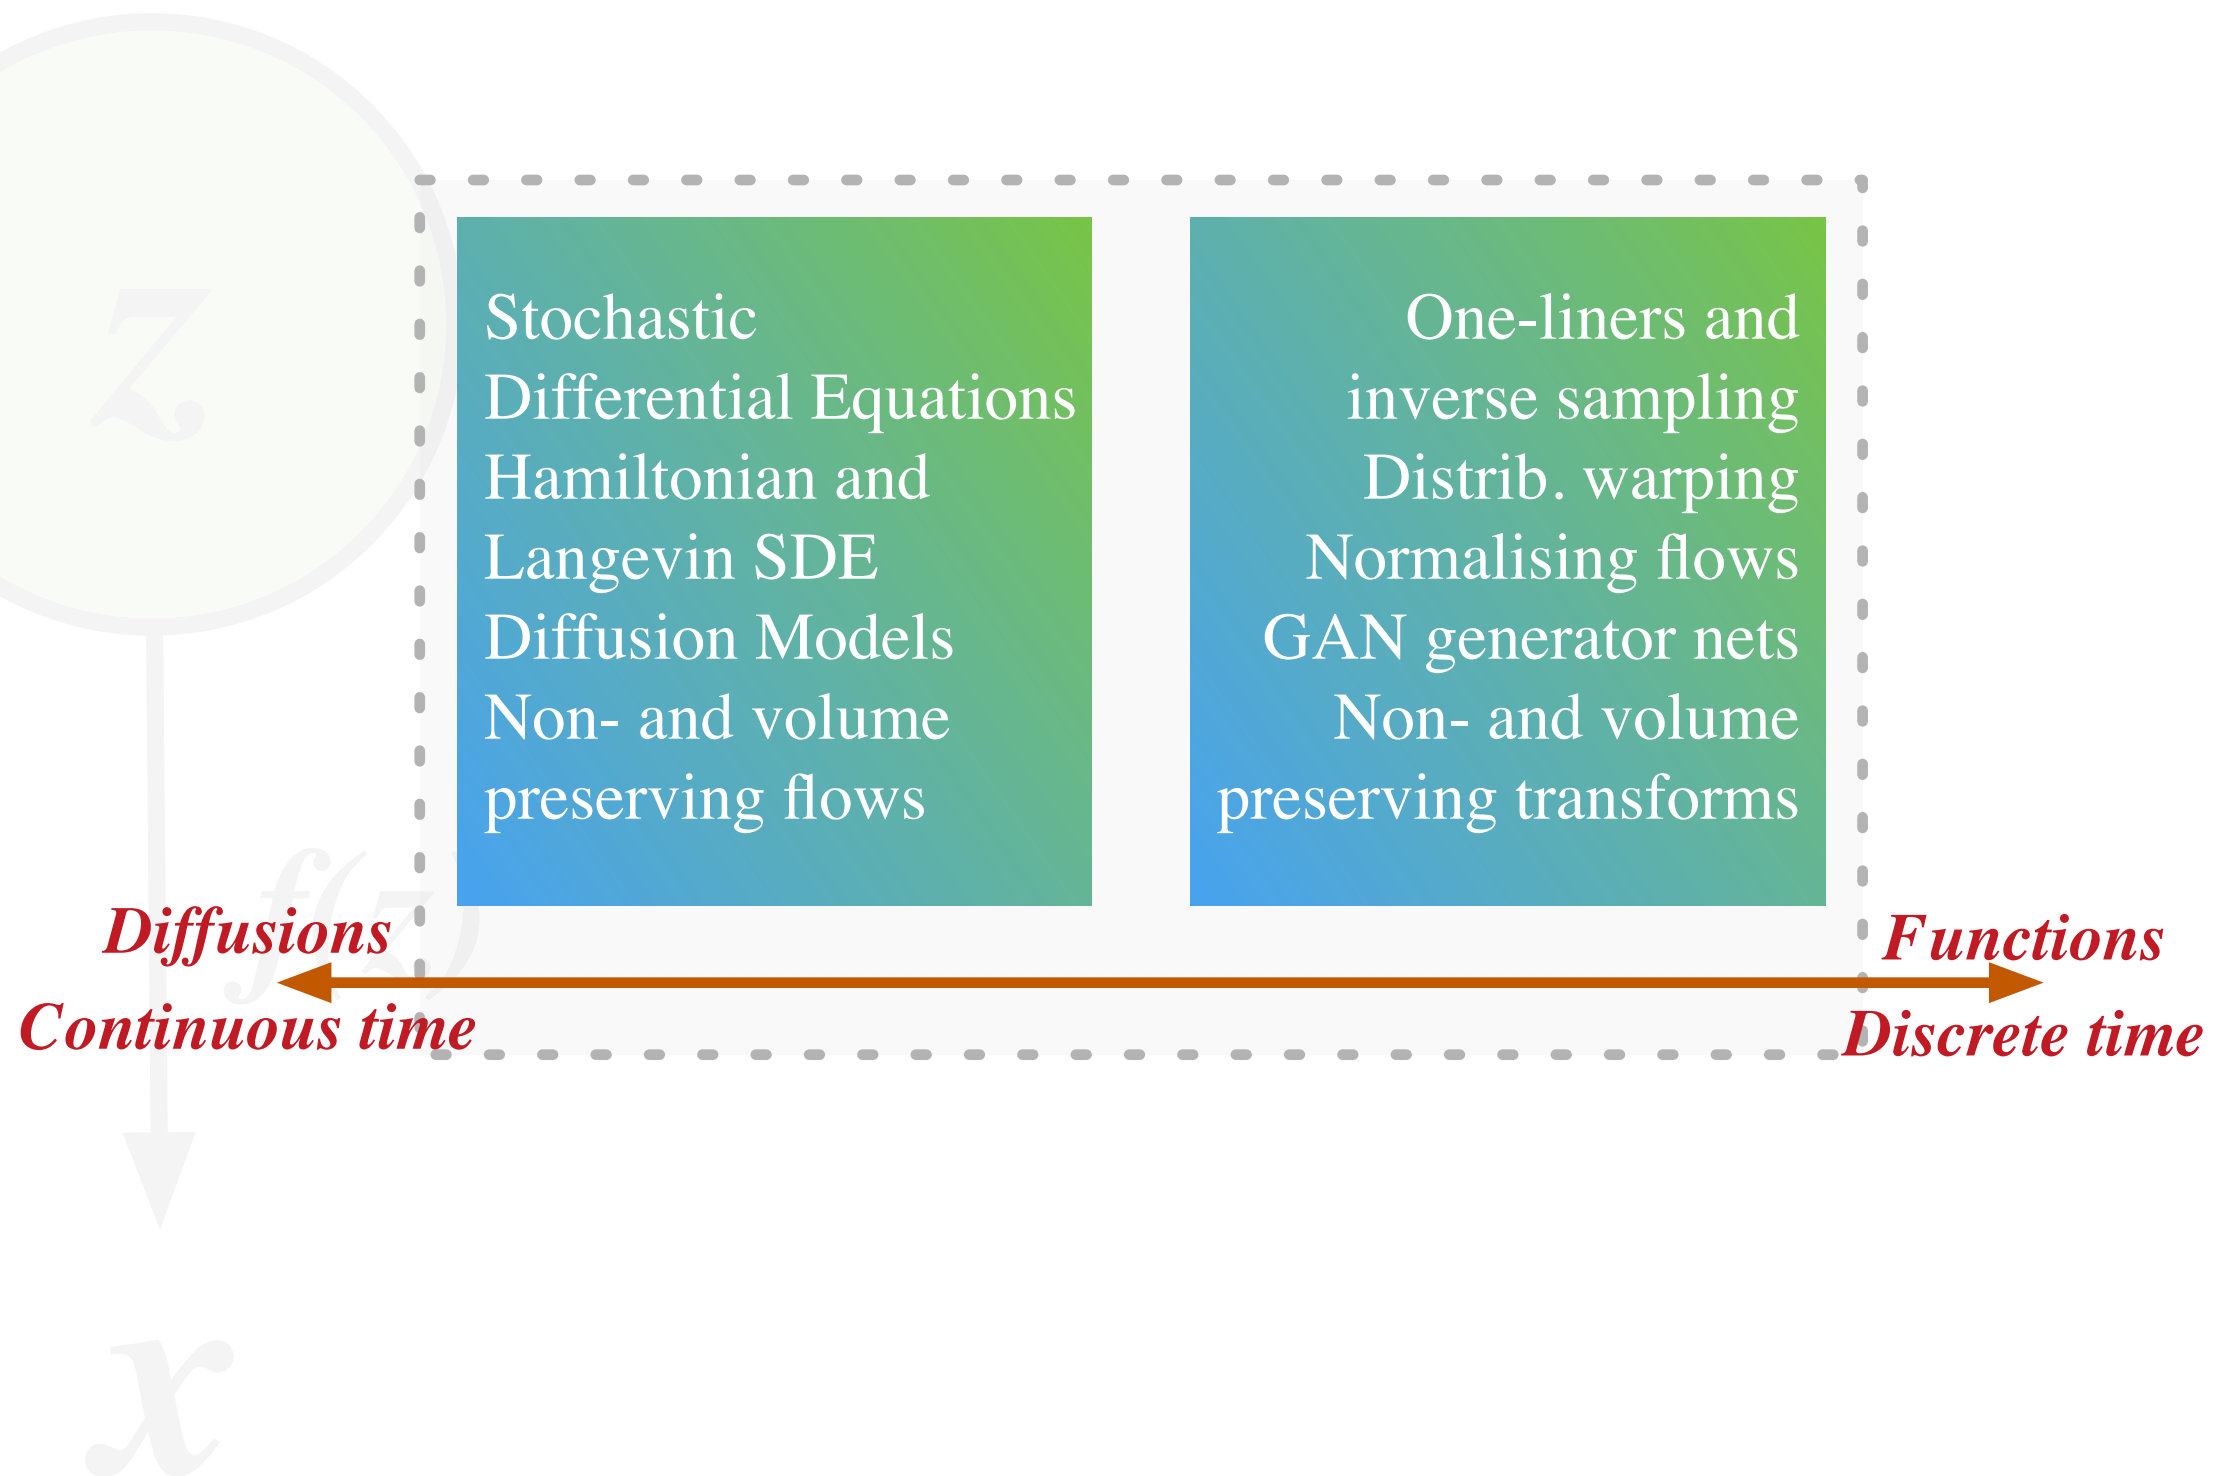 z
Stochastic
Differential Equations
Hamiltonian and
Langevin SDE
Diffusion Models
Non- and volume
preserving flows
One-liners and
inverse sampling
Distrib. warping
Normalising flows
GAN generator nets
Non- and volume
preserving transforms
f(z)
Diffusions
Continuous time
Functions
Discrete time
x